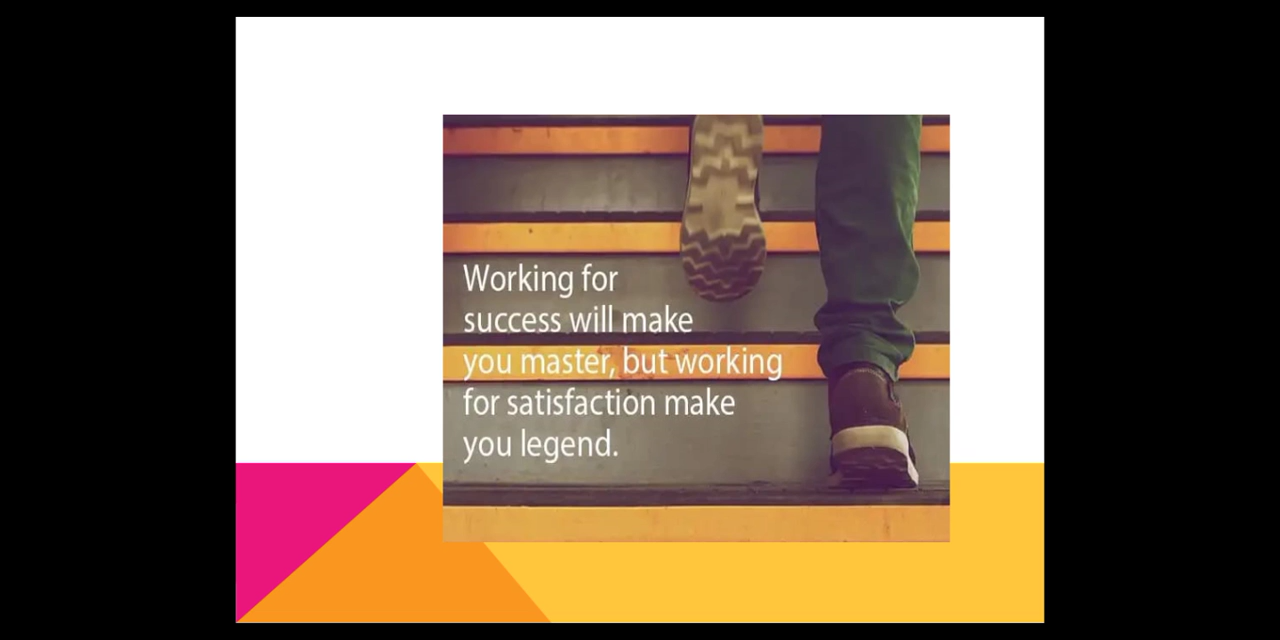 Working for
success will make
you master, but working
for satisfaction make
you legend.